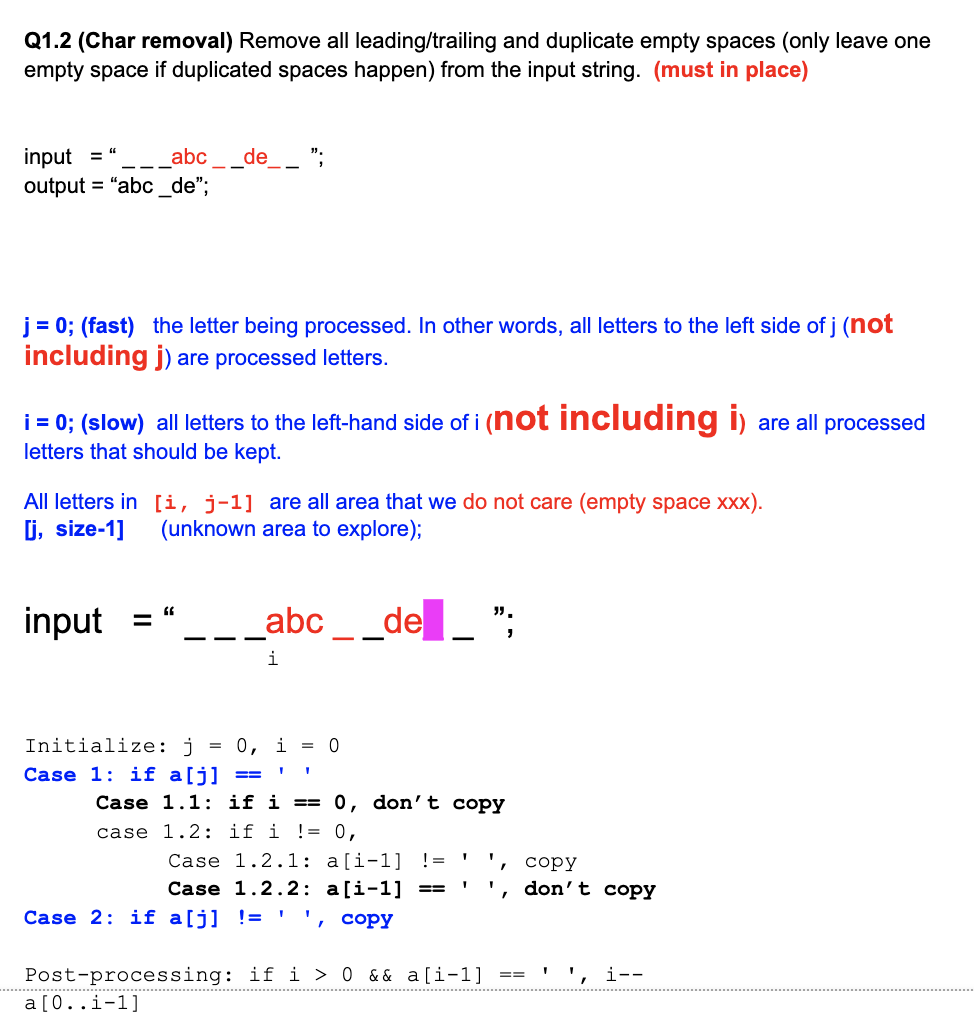 Q1.2 (Char removal) Remove all leading/trailing and duplicate empty spaces (only leave one
empty space if duplicated spaces happen) from the input string.  (must in place)
input   = “ _ _ _abc _ _de_ _  ”;
output = “abc _de”;
j = 0; (fast)   the letter being processed. In other words, all letters to the left side of j (not
including j) are processed letters.
i = 0; (slow)  all letters to the left-hand side of i (not including i)  are all processed
letters that should be kept.
All letters in  [i, j-1]  are all area that we do not care (empty space xxx).
[j,  size-1]      (unknown area to explore);
input   = “ _ _ _abc _ _de _  ”;
i
Initialize: j = 0, i = 0
Case 1: if a[j] == ' '
Case 1.1: if i == 0, don’t copy
case 1.2: if i != 0,
Case 1.2.1: a[i-1] != ' ', copy
Case 1.2.2: a[i-1] == ' ', don’t copy
Case 2: if a[j] != ' ', copy
Post-processing: if i > 0 && a[i-1] == ' ', i--
a[0..i-1]